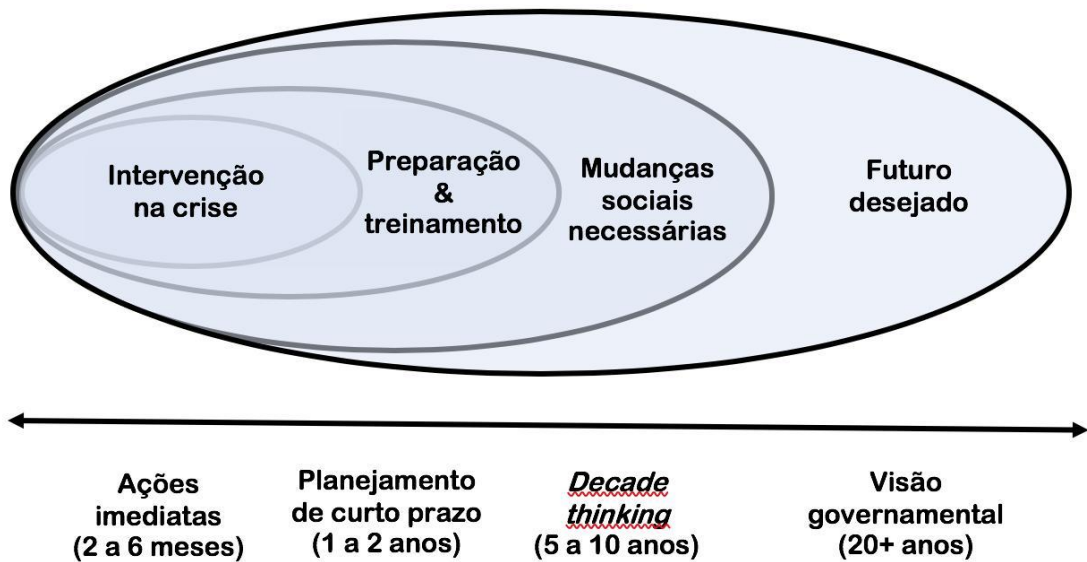 Intervenção
na crise
Preparação
&
treinamento
Mudanças
sociais
necessárias
Futuro
desejado
Ações
imediatas
(2 a 6 meses)
Planejamento
de curto prazo
(1 a 2 anos)
Decade
thinking
(5 a 10 anos)
Visão
governamental
(20+ anos)